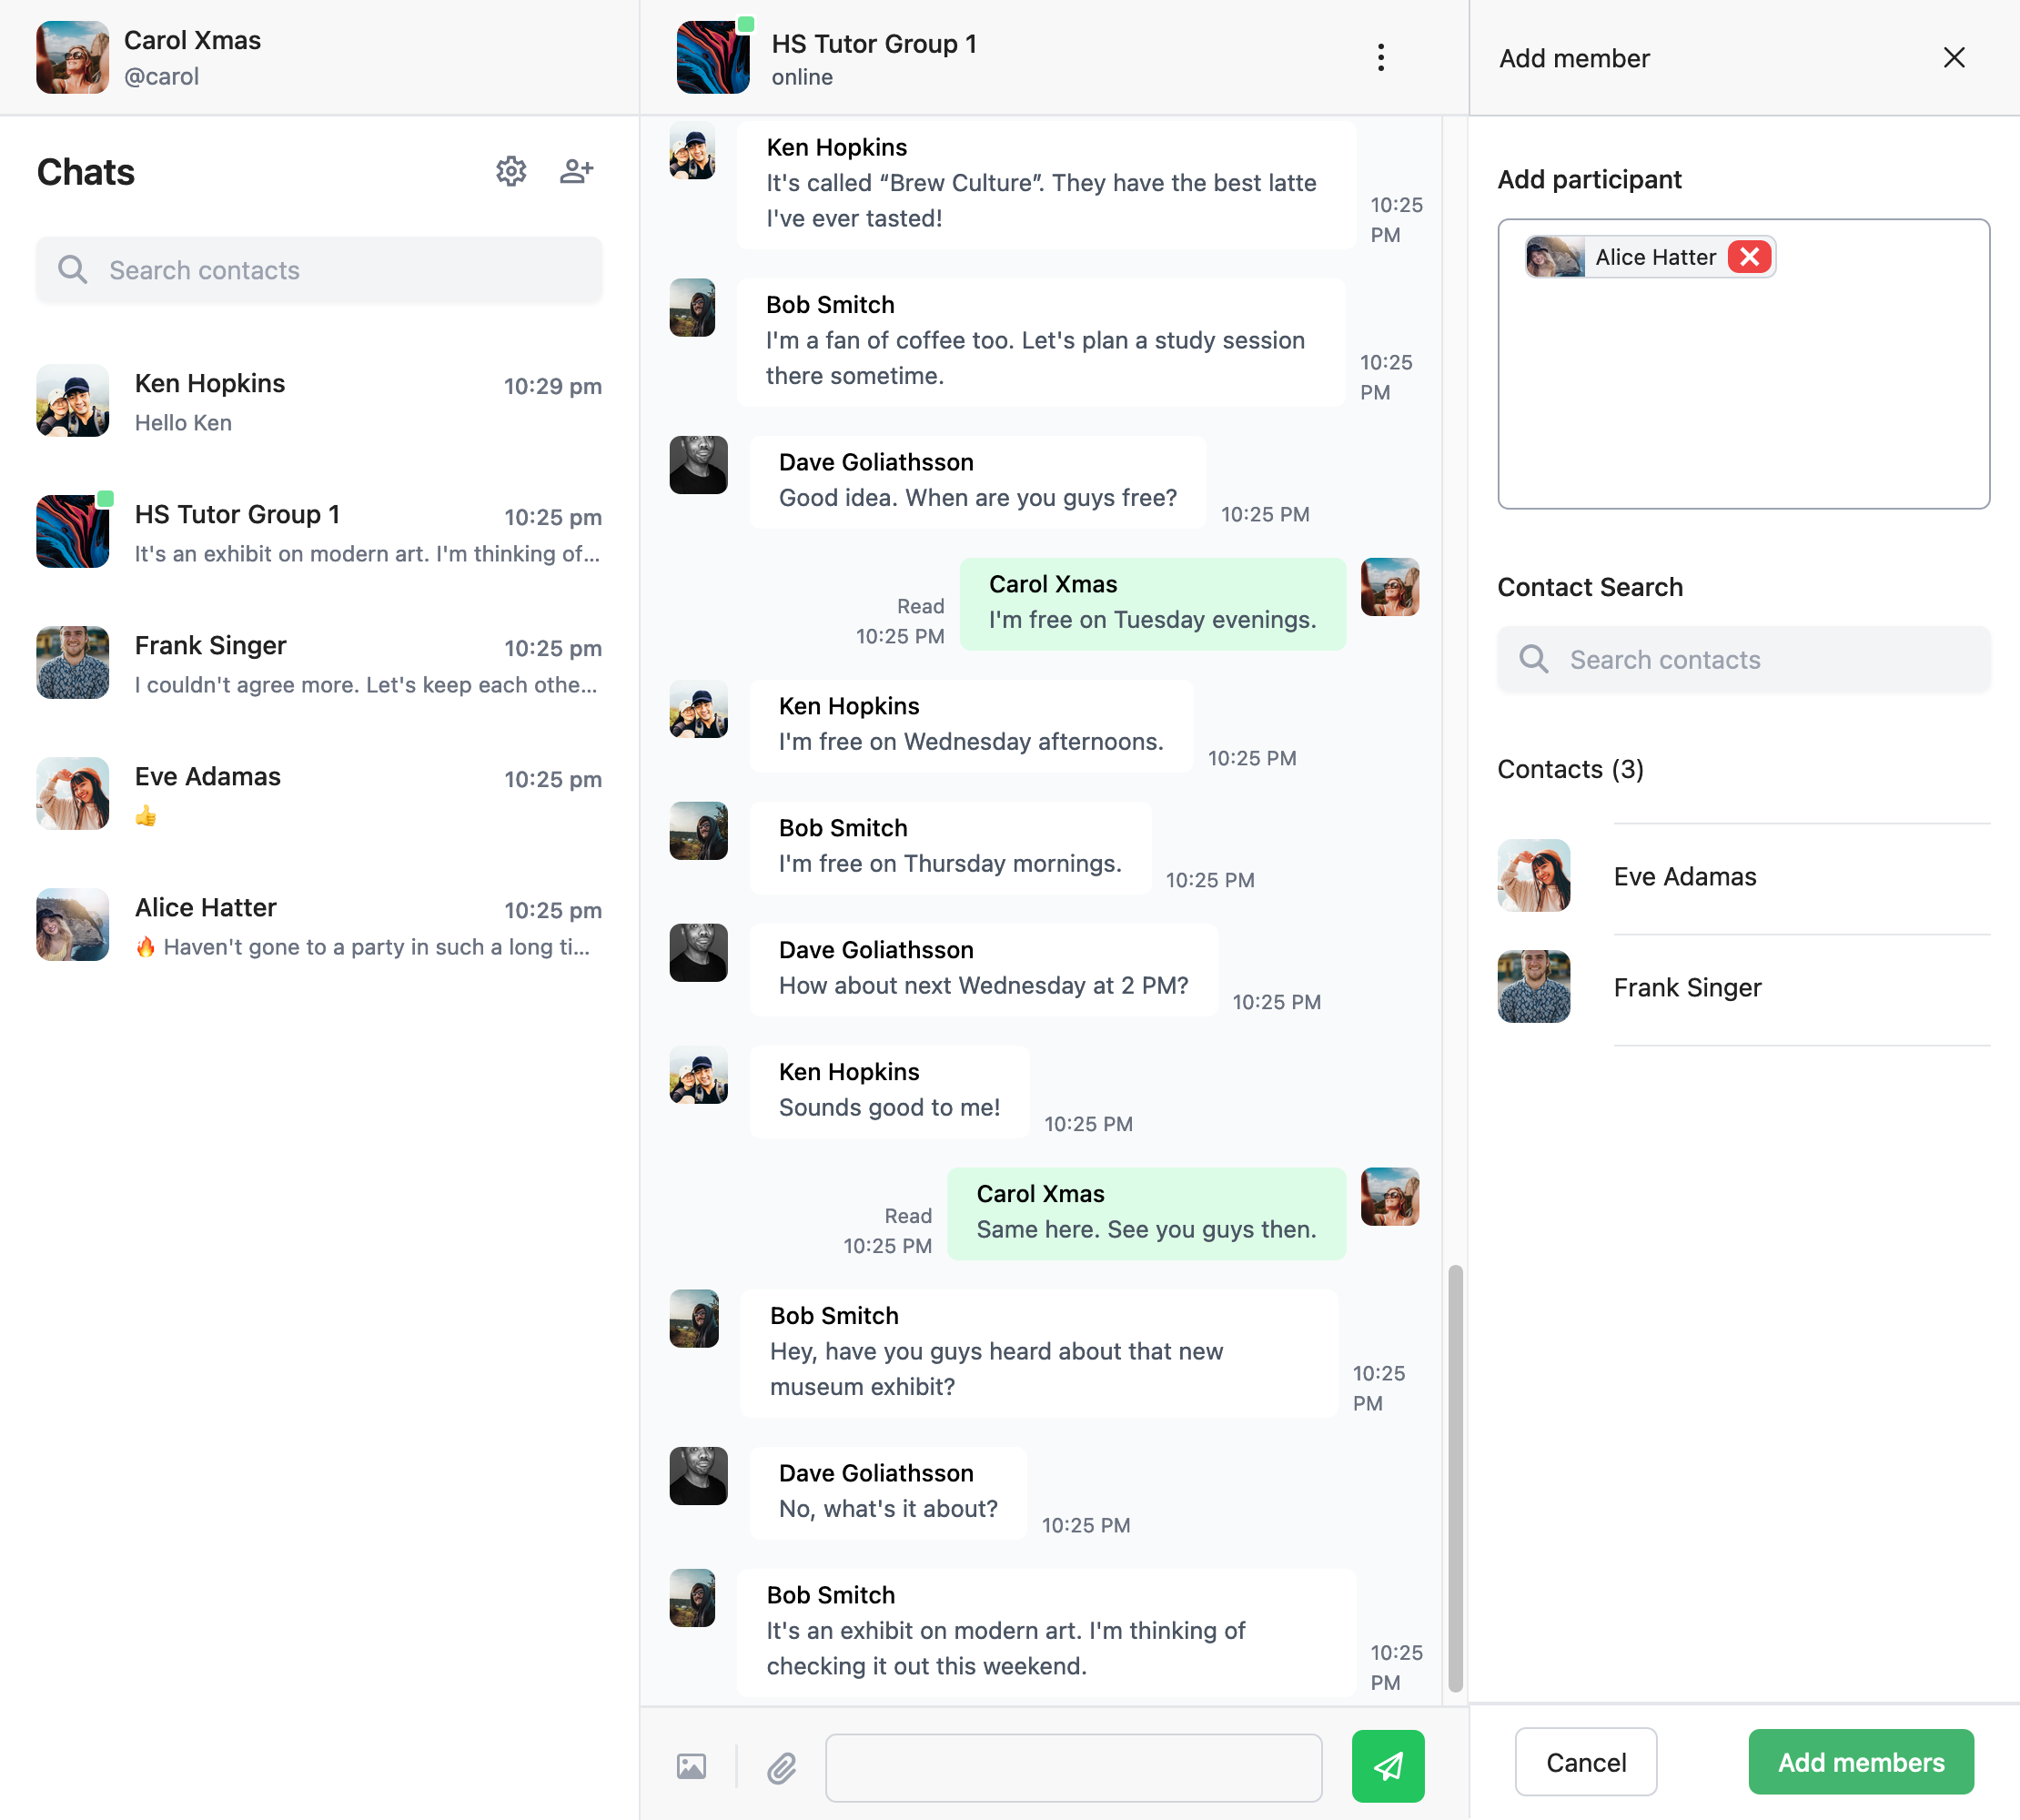 Carol Xmas
@carol
Chats
Search contacts
Ken Hopkins
10:29 pm
Hello Ken
HS Tutor Group 1
10:25 pm
It's an exhibit on modern art. I'm thinking of...
Frank Singer
10:25 pm
I couldn't agree more. Let's keep each othe...
Eve Adamas
10:25 pm
👍
Alice Hatter
10:25 pm
🔥 Haven't gone to a party in such a long ti...
HS Tutor Group 1
online
Ken Hopkins
It's called “Brew Culture”. They have the best latte
I've ever tasted!
10:25
PM
Bob Smitch
I'm a fan of coffee too. Let's plan a study session
there sometime.
10:25
PM
Dave Goliathsson
Good idea. When are you guys free?
10:25 PM
Carol Xmas
I'm free on Tuesday evenings.
Read
10:25 PM
Ken Hopkins
I'm free on Wednesday afternoons.
10:25 PM
Bob Smitch
I'm free on Thursday mornings.
10:25 PM
Dave Goliathsson
How about next Wednesday at 2 PM?
10:25 PM
Ken Hopkins
Sounds good to me!
10:25 PM
Carol Xmas
Same here. See you guys then.
Read
10:25 PM
Bob Smitch
Hey, have you guys heard about that new
museum exhibit?
10:25
PM
Dave Goliathsson
No, what's it about?
10:25 PM
Bob Smitch
It's an exhibit on modern art. I'm thinking of
checking it out this weekend.
10:25
PM
Add member
Add participant
Alice Hatter
Contact Search
Search contacts
Contacts (3)
Eve Adamas
Frank Singer
Cancel
Add members